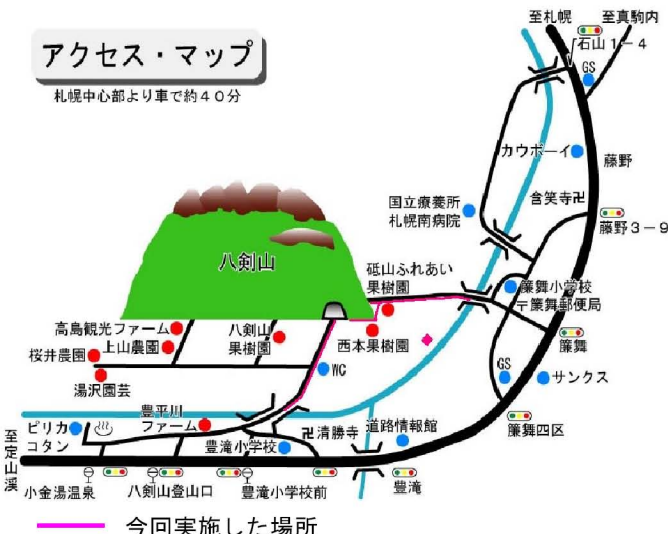 アクセス・マップ
札幌中心部より車で約４０分
至札幌
至真駒内
石山１－４
GS
カウボーイ
藤野
含笑寺卍
国立療養所
札幌南病院
藤野３－９
八剣山
砥山ふれあい
果樹園
簾舞小学校
〒簾舞郵便局
高島観光ファーム
上山農園
八剣山
果樹園
西本果樹園
簾舞
桜井農園
湯沢園芸
WC
GS
サンクス
豊平川
ファーム
ピリカ
コタン
卍清勝寺
道路情報館
簾舞四区
豊滝小学校
至定山渓
小金湯温泉
八剣山登山口
豊滝小学校前
豊滝
今回実施した場所